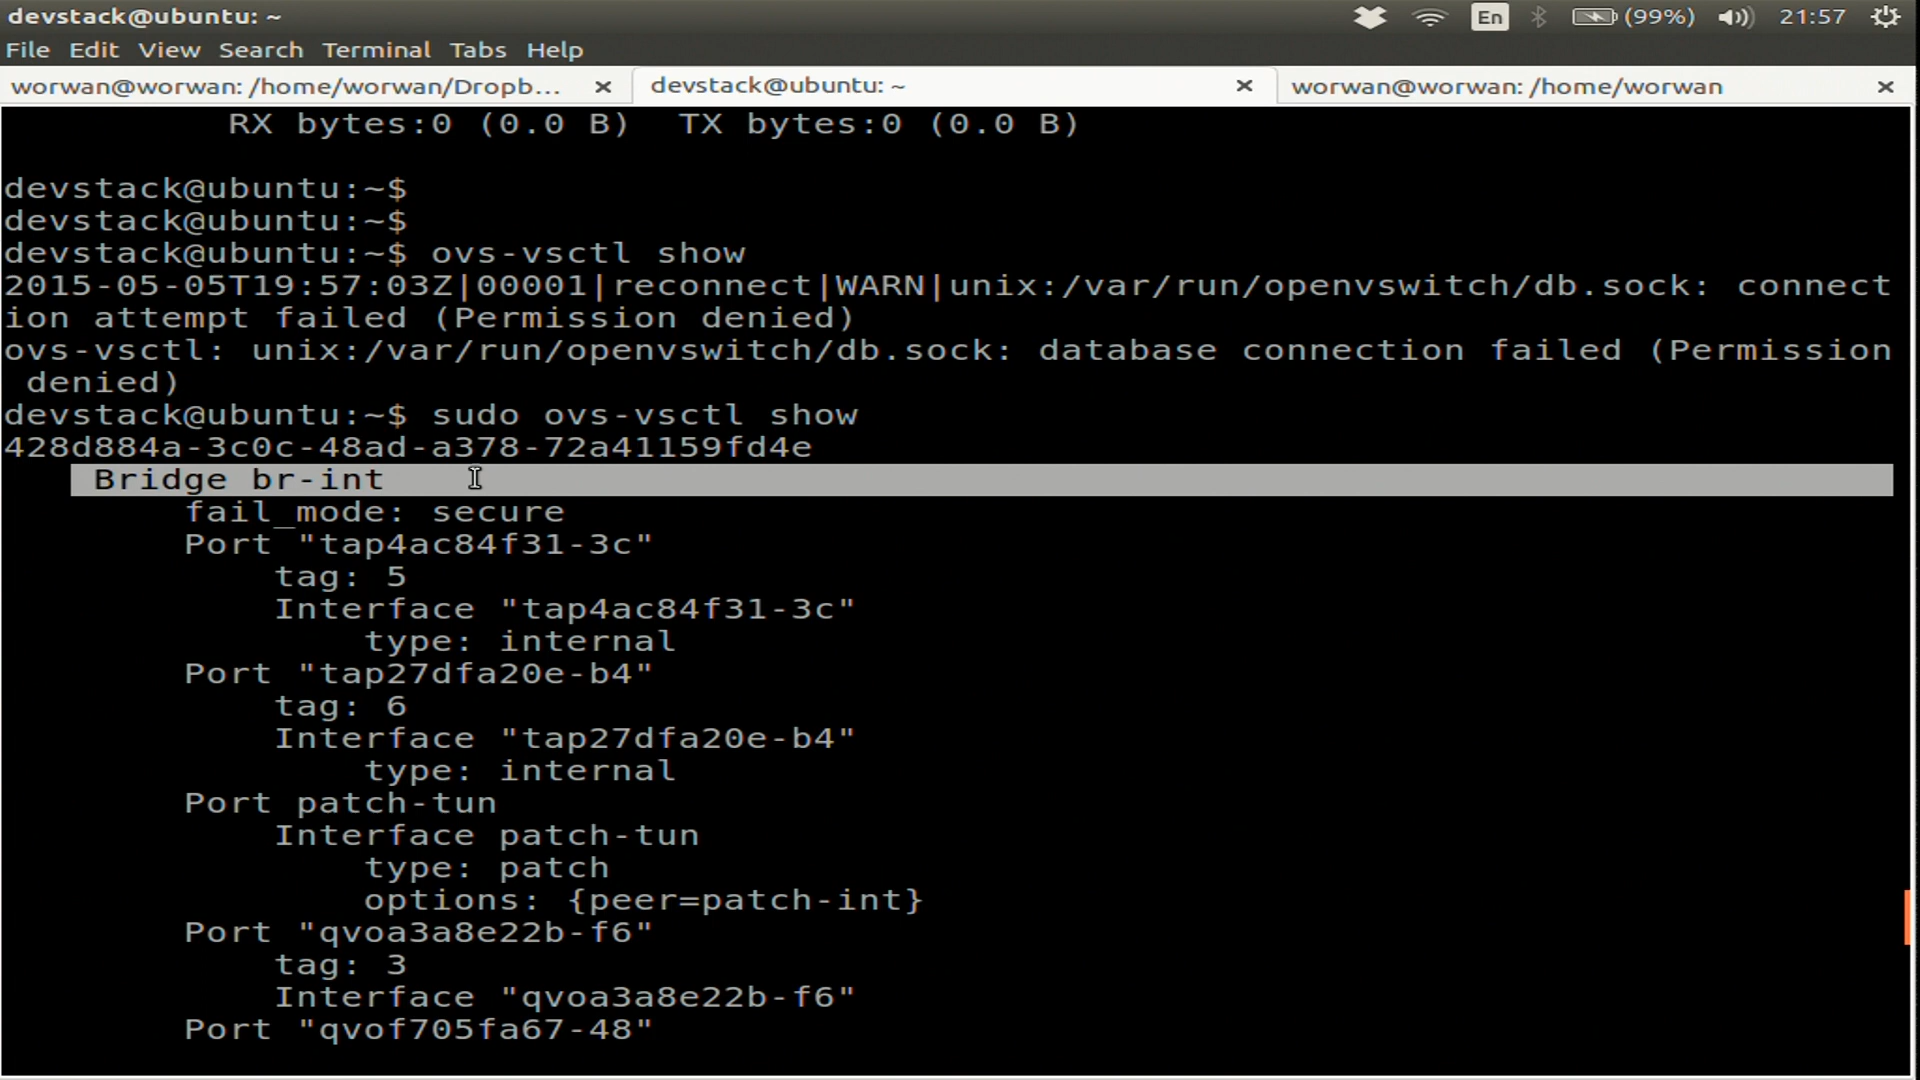 devstack@ubuntu: ~
En
(99%)
21:57
File Edit View Search Terminal Tabs Help
worwan@worwan: /home/worwan/Dropb... ×
devstack@ubuntu: ~ ×
worwan@worwan: /home/worwan ×
RX bytes:0 (0.0 B)  TX bytes:0 (0.0 B)
devstack@ubuntu:~$
devstack@ubuntu:~$
devstack@ubuntu:~$ ovs-vsctl show
2015-05-05T19:57:03Z|00001|reconnect|WARN|unix:/var/run/openvswitch/db.sock: connect
ion attempt failed (Permission denied)
ovs-vsctl: unix:/var/run/openvswitch/db.sock: database connection failed (Permission
 denied)
devstack@ubuntu:~$ sudo ovs-vsctl show
428d884a-3c0c-48ad-a378-72a41159fd4e
    Bridge br-int
        fail_mode: secure
        Port "tap4ac84f31-3c"
            tag: 5
            Interface "tap4ac84f31-3c"
                type: internal
        Port "tap27dfa20e-b4"
            tag: 6
            Interface "tap27dfa20e-b4"
                type: internal
        Port patch-tun
            Interface patch-tun
                type: patch
                options: {peer=patch-int}
        Port "qvoa3a8e22b-f6"
            tag: 3
            Interface "qvoa3a8e22b-f6"
        Port "qvof705fa67-48"